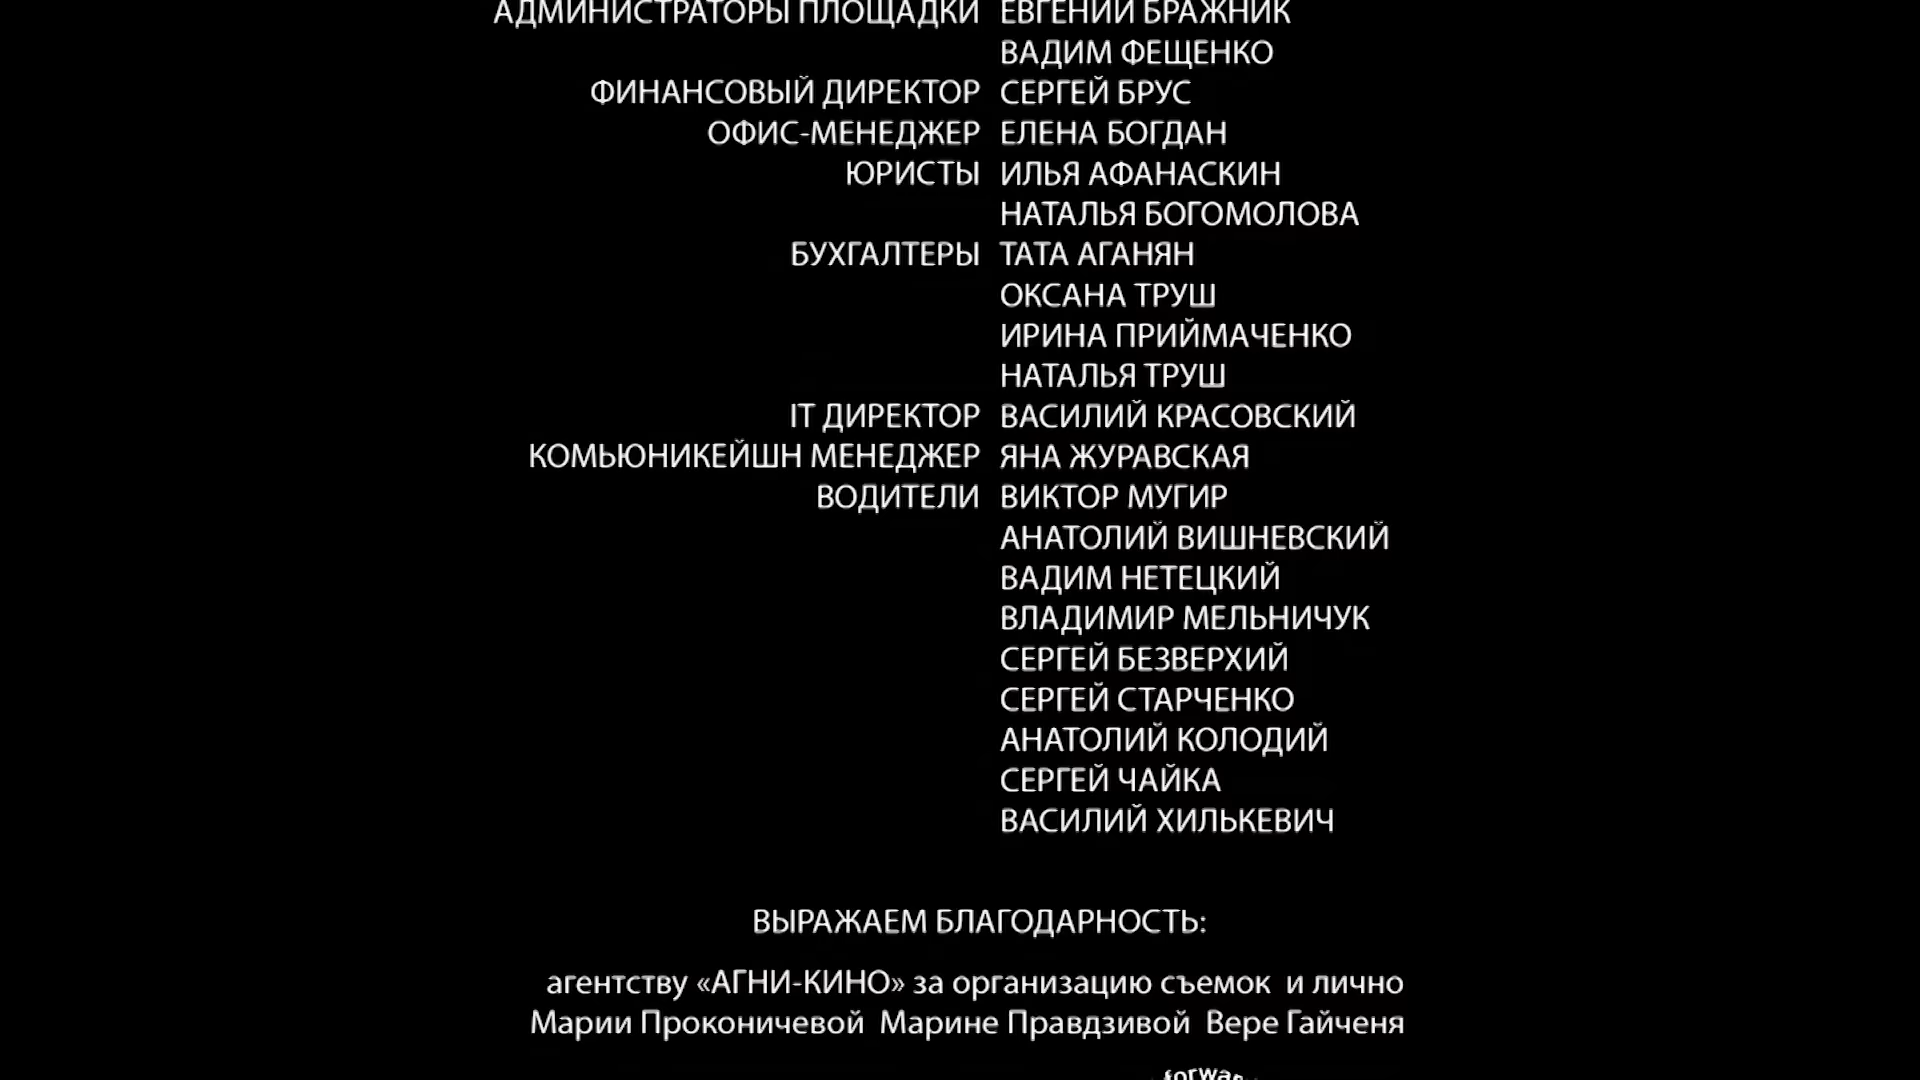 АДМИНИСТРАТОРЫ ПЛОЩАДКИ ЕВГЕНИЙ БРАЖНИК
ВАДИМ ФЕЩЕНКО
ФИНАНСОВЫЙ ДИРЕКТОР СЕРГЕЙ БРУС
ОФИС-МЕНЕДЖЕР ЕЛЕНА БОГДАН
ЮРИСТЫ ИЛЬЯ АФАНАСКИН
НАТАЛЬЯ БОГОМОЛОВА
БУХГАЛТЕРЫ ТАТА АГАНЯН
ОКСАНА ТРУШ
ИРИНА ПРИЙМАЧЕНКО
НАТАЛЬЯ ТРУШ
IT ДИРЕКТОР ВАСИЛИЙ КРАСОВСКИЙ
КОМЬЮНИКЕЙШН МЕНЕДЖЕР ЯНА ЖУРАВСКАЯ
ВОДИТЕЛИ ВИКТОР МУГИР
АНАТОЛИЙ ВИШНЕВСКИЙ
ВАДИМ НЕТЕЦКИЙ
ВЛАДИМИР МЕЛЬНИЧУК
СЕРГЕЙ БЕЗВЕРХИЙ
СЕРГЕЙ СТАРЧЕНКО
АНАТОЛИЙ КОЛОДИЙ
СЕРГЕЙ ЧАЙКА
ВАСИЛИЙ ХИЛЬКЕВИЧ
ВЫРАЖАЕМ БЛАГОДАРНОСТЬ:
агентству «АГНИ-КИНО» за организацию съемок и лично
Марии Проконичевой Марине Правдзивой Вере Гайченя